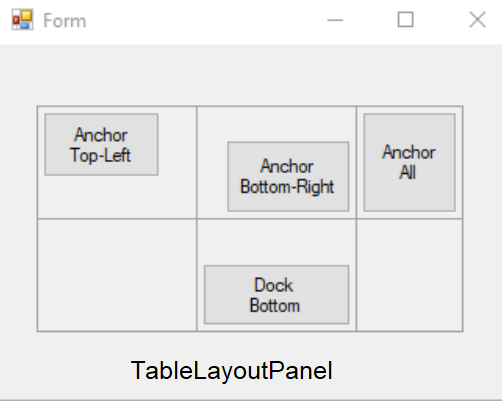 Form
Anchor
Top-Left
Anchor
Bottom-Right
Anchor
All
Dock
Bottom
TableLayoutPanel